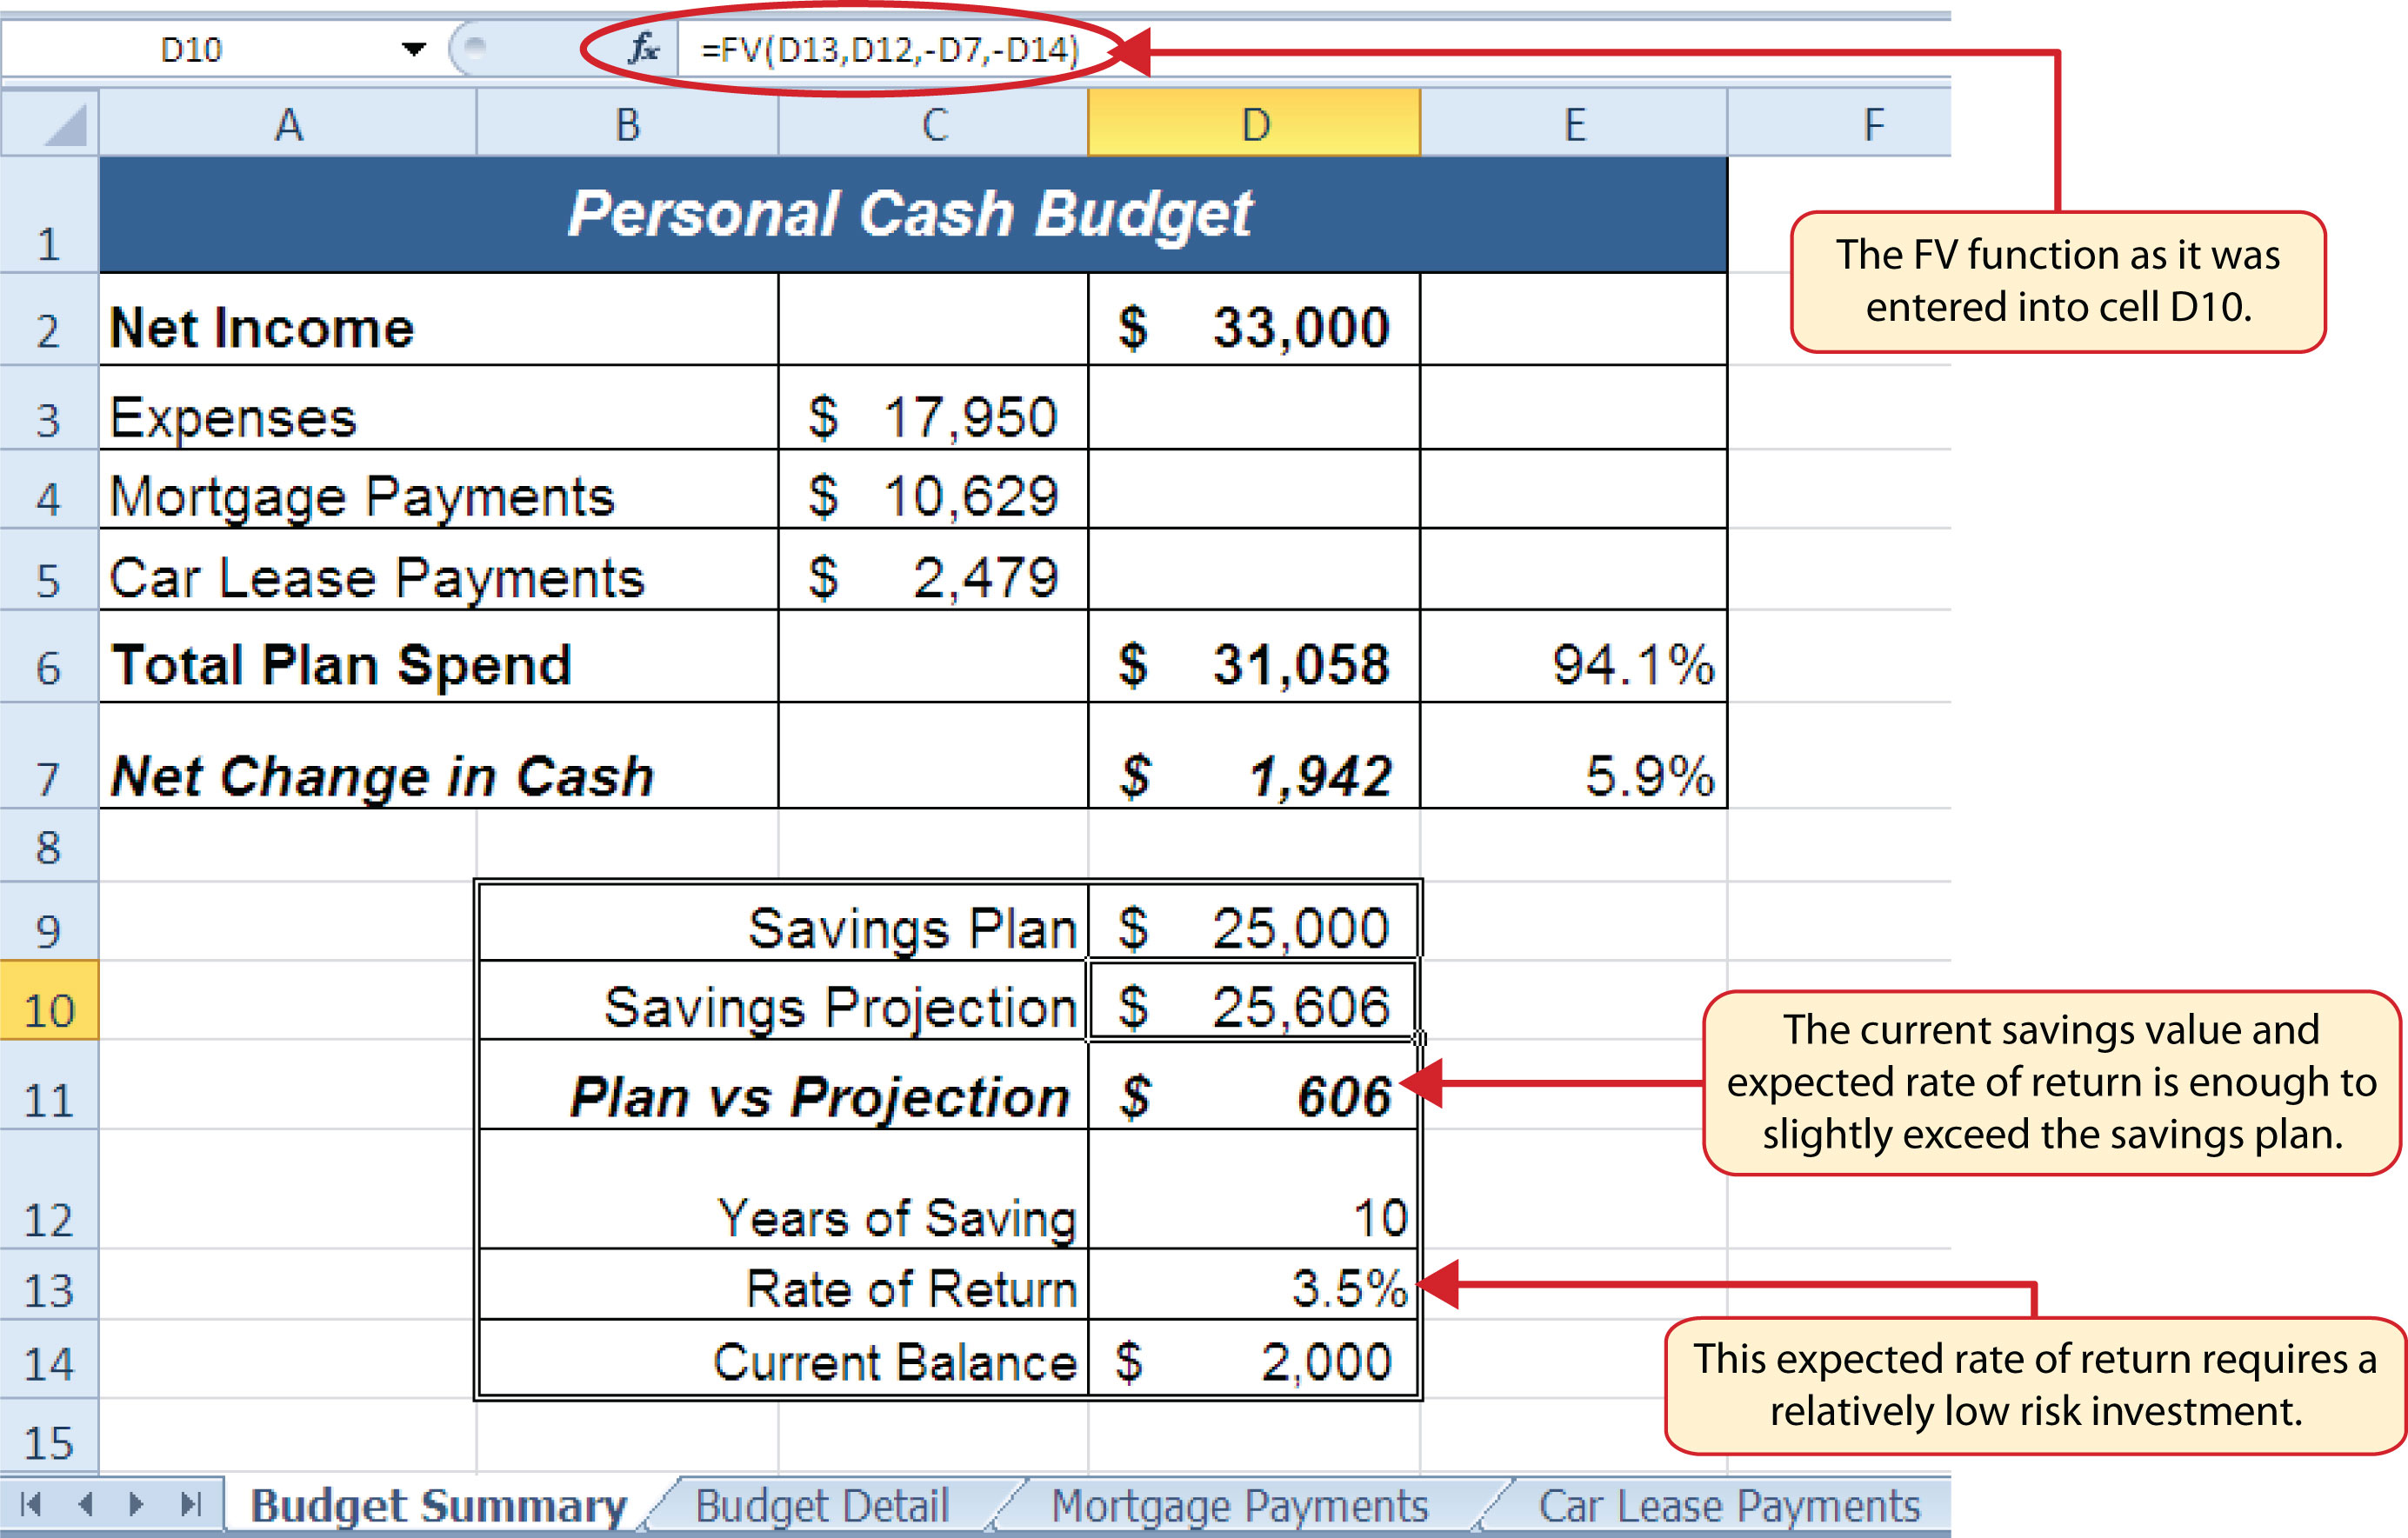 D10 fx =FV(D13,D12,-D7,-D14)
A B C D E F
The FV function as it was
entered into cell D10.
1 Personal Cash Budget
2 Net Income $ 33,000
3 Expenses $ 17,950
4 Mortgage Payments $ 10,629
5 Car Lease Payments $ 2,479
6 Total Plan Spend $ 31,058 94.1%
7 Net Change in Cash $ 1,942 5.9%
8
9 Savings Plan $ 25,000
10 Savings Projection $ 25,606
11 Plan vs Projection $ 606
The current savings value and
expected rate of return is enough to
slightly exceed the savings plan.
12 Years of Saving 10
13 Rate of Return 3.5%
14 Current Balance $ 2,000
This expected rate of return requires a
relatively low risk investment.
15
Budget Summary Budget Detail Mortgage Payments Car Lease Payments